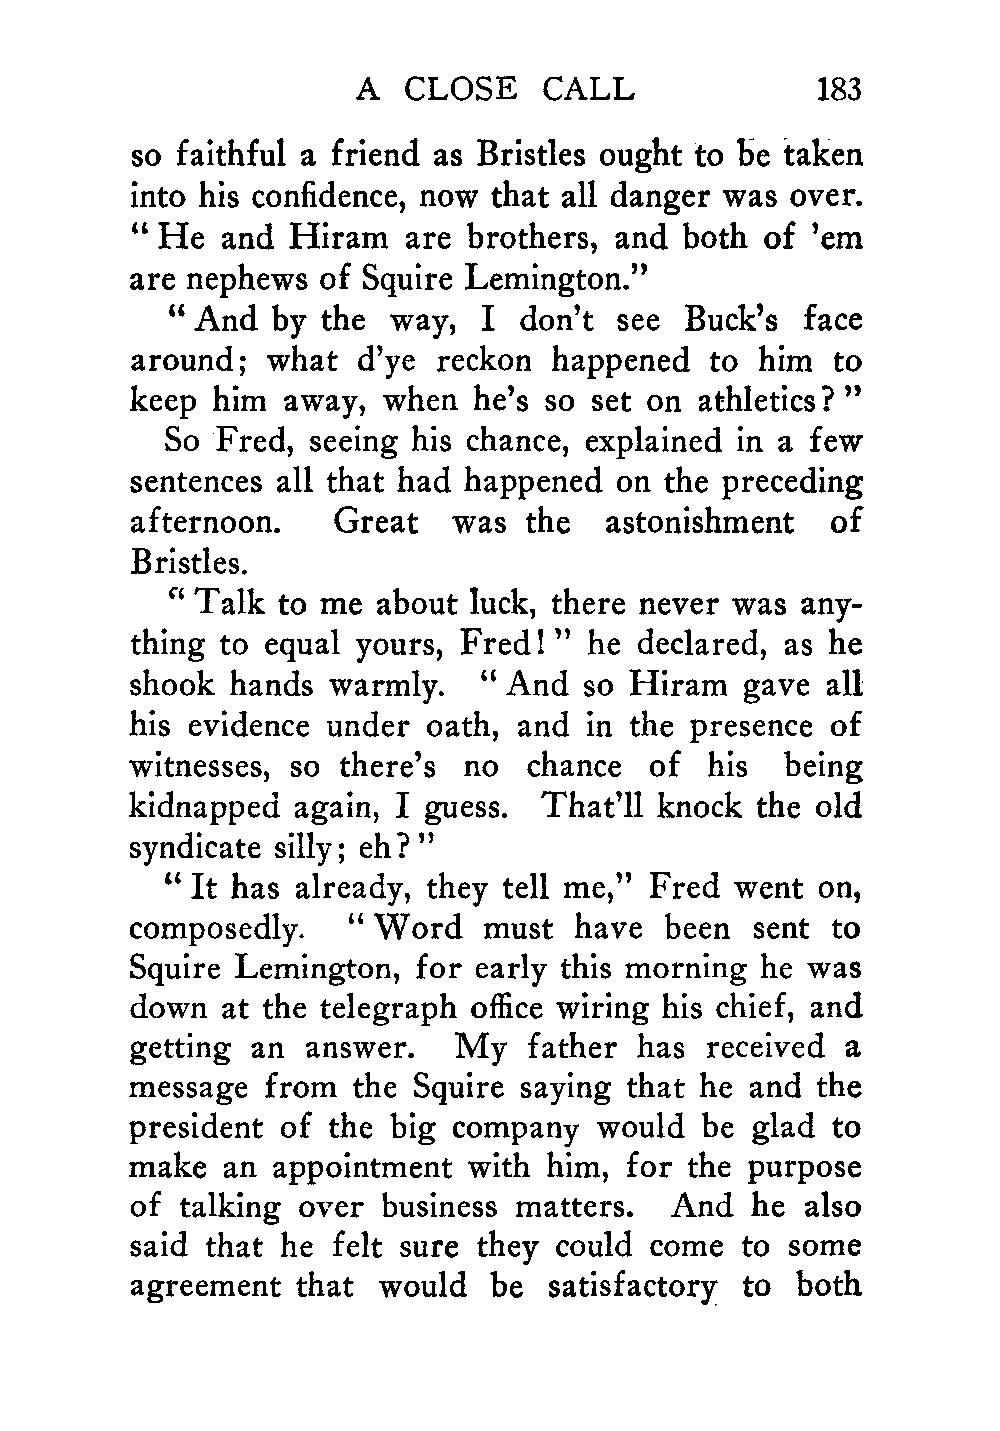 A CLOSE CALL 183
so faithful a friend as Bristles ought to be taken
into his confidence, now that all danger was over.
“ He and Hiram are brothers, and both of ’em
are nephews of Squire Lemington.”
“ And by the way, I don’t see Buck’s face
around; what d’ye reckon happened to him to
keep him away, when he’s so set on athletics? ”
So Fred, seeing his chance, explained in a few
sentences all that had happened on the preceding
afternoon. Great was the astonishment of
Bristles.
“ Talk to me about luck, there never was any-
thing to equal yours, Fred! ” he declared, as he
shook hands warmly. “ And so Hiram gave all
his evidence under oath, and in the presence of
witnesses, so there’s no chance of his being
kidnapped again, I guess. That’ll knock the old
syndicate silly; eh? ”
“ It has already, they tell me,” Fred went on,
composedly. “ Word must have been sent to
Squire Lemington, for early this morning he was
down at the telegraph office wiring his chief, and
getting an answer. My father has received a
message from the Squire saying that he and the
president of the big company would be glad to
make an appointment with him, for the purpose
of talking over business matters. And he also
said that he felt sure they could come to some
agreement that would be satisfactory to both